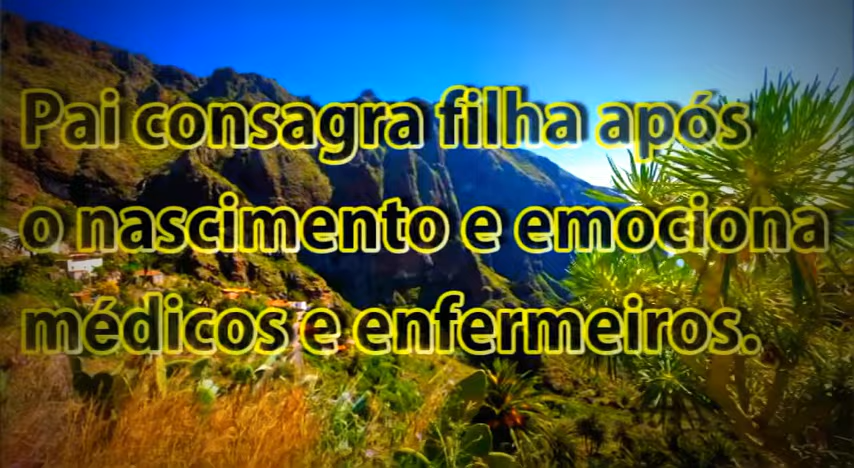 Pai consagra filha após
o nascimento e emociona
médicos e enfermeiros.